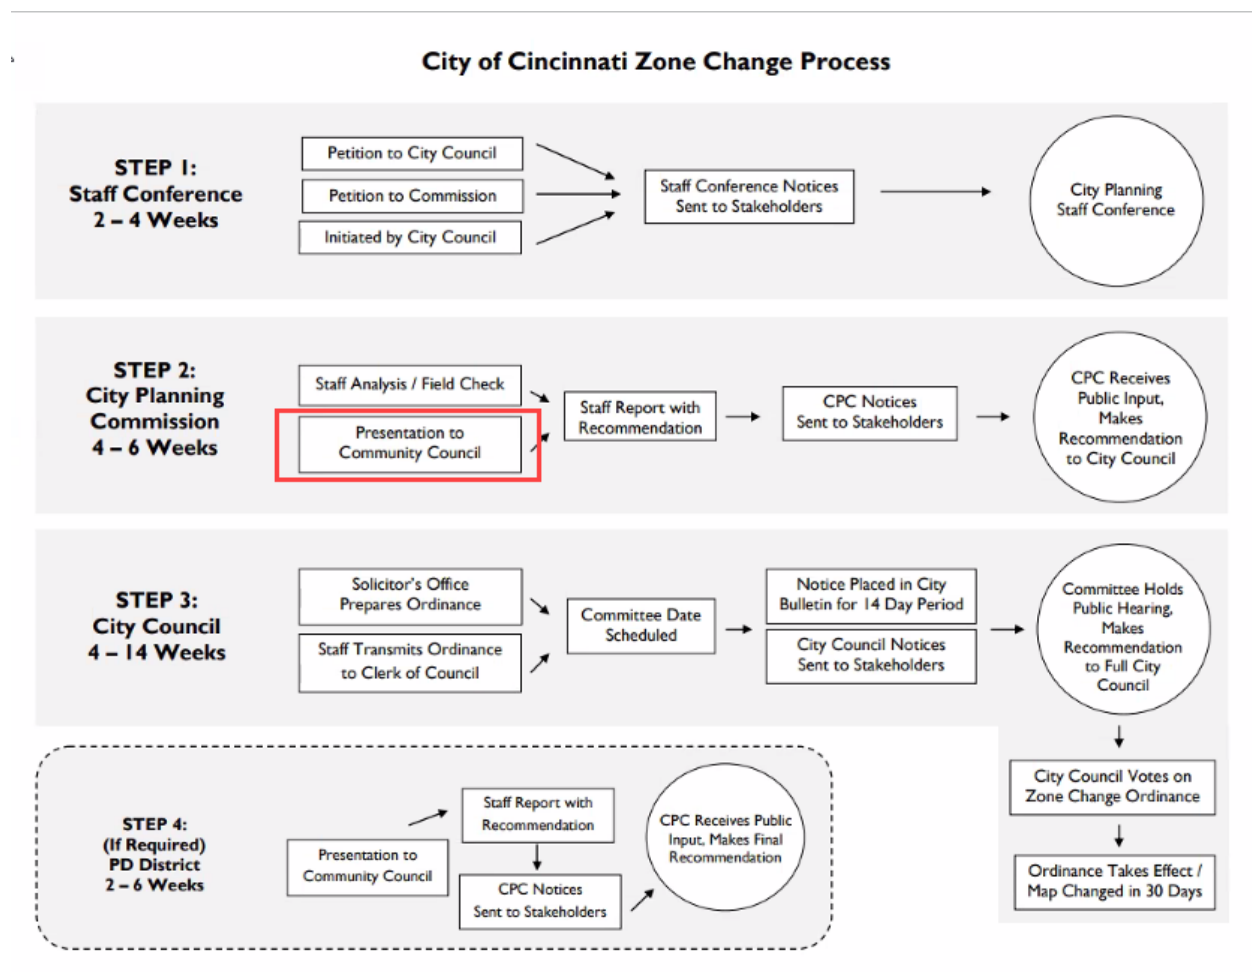 City of Cincinnati Zone Change Process
STEP 1:
Staff Conference
2 – 4 Weeks
Petition to City Council
Petition to Commission
Initiated by City Council
Staff Conference Notices
Sent to Stakeholders
City Planning
Staff Conference
STEP 2:
City Planning
Commission
4 – 6 Weeks
Staff Analysis / Field Check
Presentation to
Community Council
Staff Report with
Recommendation
CPC Notices
Sent to Stakeholders
CPC Receives
Public Input,
Makes
Recommendation
to City Council
STEP 3:
City Council
4 – 14 Weeks
Solicitor's Office
Prepares Ordinance
Staff Transmits Ordinance
to Clerk of Council
Committee Date
Scheduled
Notice Placed in City
Bulletin for 14 Day Period
City Council Notices
Sent to Stakeholders
Committee Holds
Public Hearing,
Makes
Recommendation
to Full City
Council
City Council Votes on
Zone Change Ordinance
Ordinance Takes Effect /
Map Changed in 30 Days
STEP 4:
(If Required)
PD District
2 – 6 Weeks
Presentation to
Community Council
Staff Report with
Recommendation
CPC Notices
Sent to Stakeholders
CPC Receives Public
Input, Makes Final
Recommendation